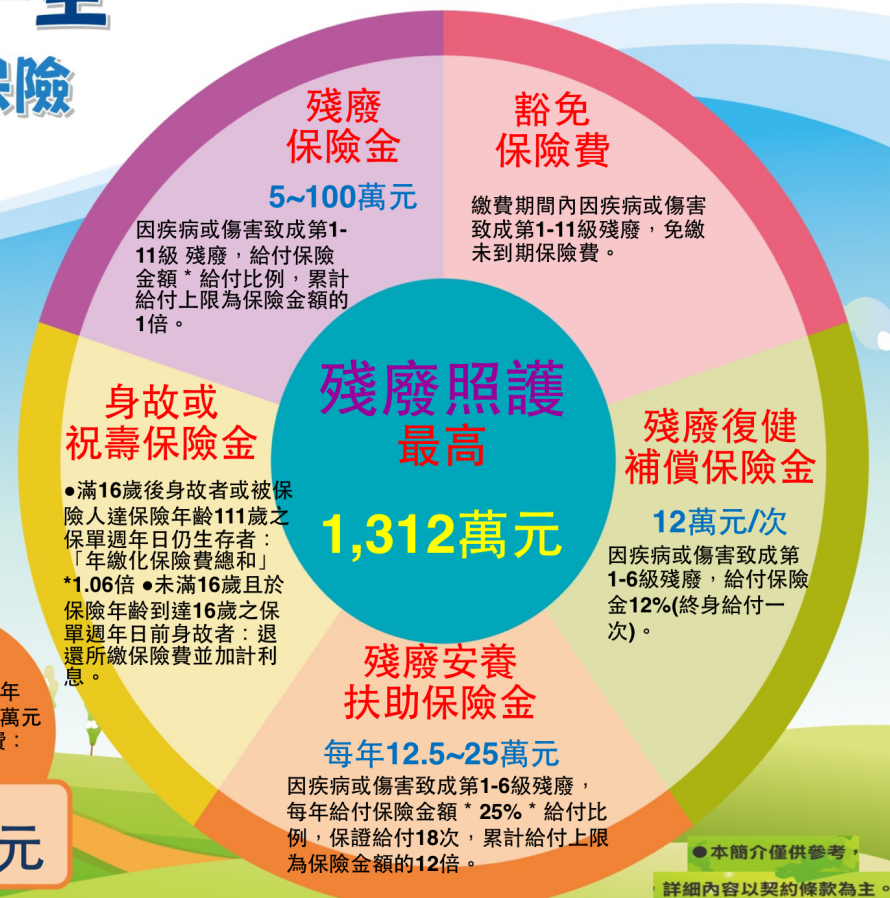 保險
殘廢
保險金
5~100萬元
因疾病或傷害致成第1-
11級 殘廢，給付保險
金額 * 給付比例，累計
給付上限為保險金額的
1倍。
豁免
保險費
繳費期間內因疾病或傷害
致成第1-11級殘廢，免繳
未到期保險費。
殘廢照護
最高
1,312萬元
身故或
祝壽保險金
●滿16歲後身故者或被保
險人達保險年齡111歲之
保單週年日仍生存者：
「年繳化保險費總和」
*1.06倍 ●未滿16歲且於
保險年齡到達16歲之保
單週年日前身故者：退
還所繳保險費並加計利
息。
殘廢復健
補償保險金
12萬元/次
因疾病或傷害致成第
1-6級殘廢，給付保險
金12%(終身給付一
次)。
殘廢安養
扶助保險金
每年12.5~25萬元
因疾病或傷害致成第1-6級殘廢，
每年給付保險金額 * 25% * 給付比
例，保證給付18次，累計給付上限
為保險金額的12倍。
年
萬元
費：
元
●本簡介僅供參考，
詳細內容以契約條款為主。